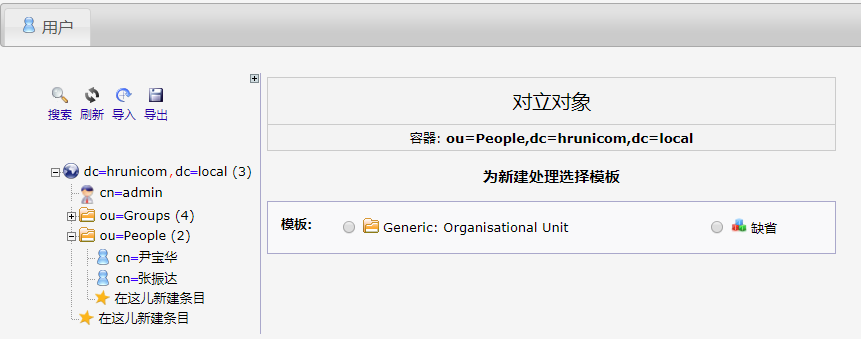 用户
搜索 刷新 导入 导出
dc=hrunicom,dc=local (3)
cn=admin
ou=Groups (4)
ou=People (2)
cn=尹宝华
cn=张振达
在这儿新建条目
在这儿新建条目
对立对象
容器: ou=People,dc=hrunicom,dc=local
为新建处理选择模板
模板: Generic: Organisational Unit 缺省